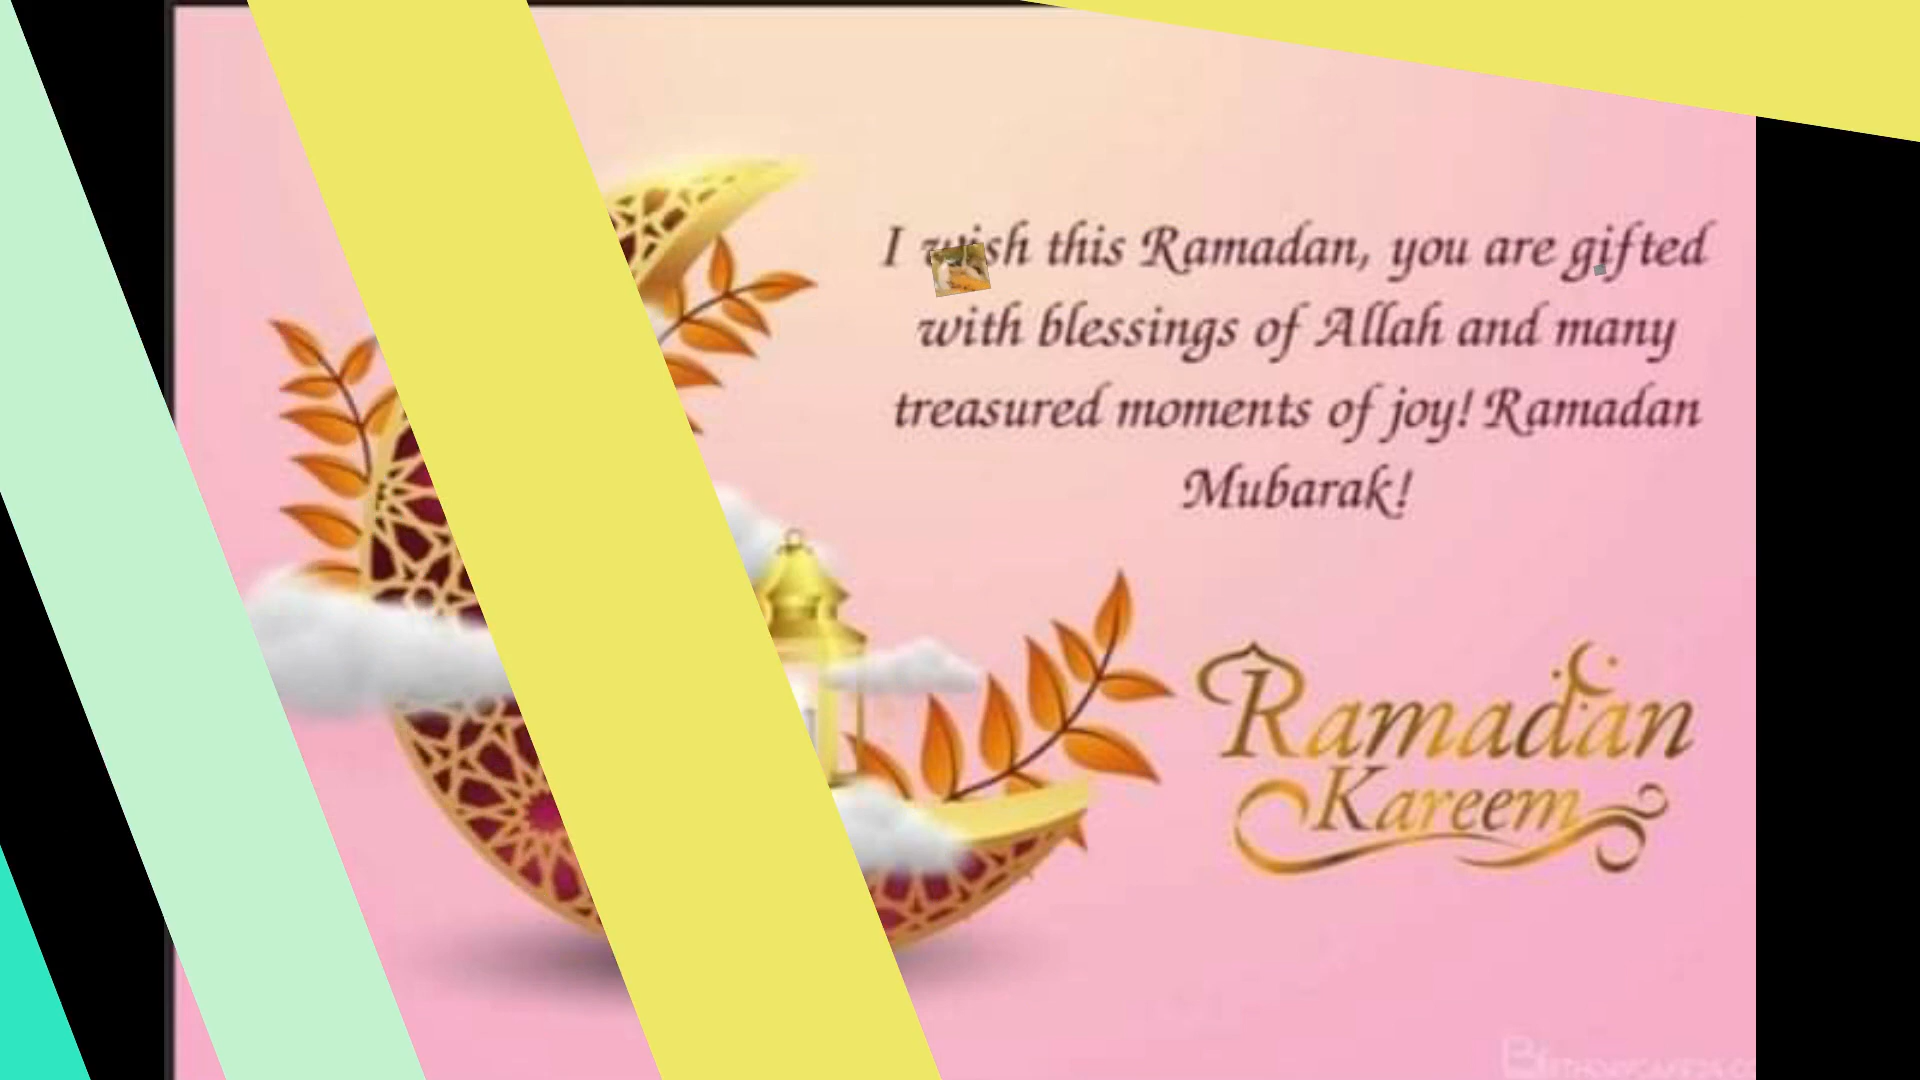 I wish this Ramadan, you are gifted
with blessings of Allah and many
treasured moments of joy! Ramadan
Mubarak!
Ramadan
Kareem